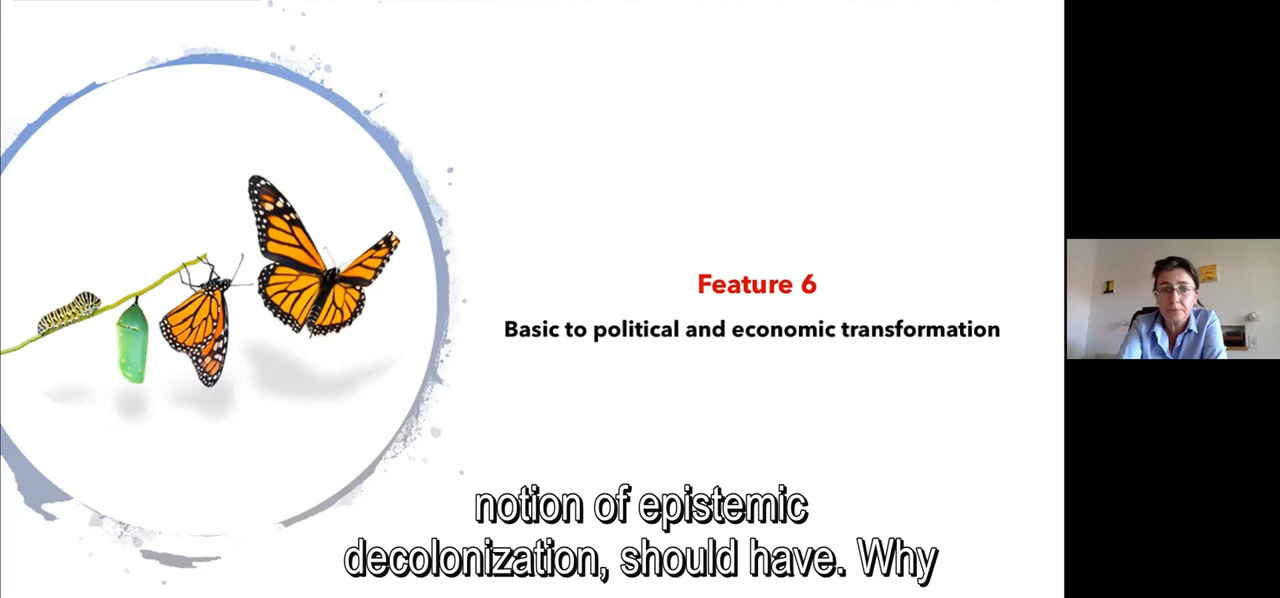 Feature 6
Basic to political and economic transformation
notion of epistemic
decolonization, should have. Why